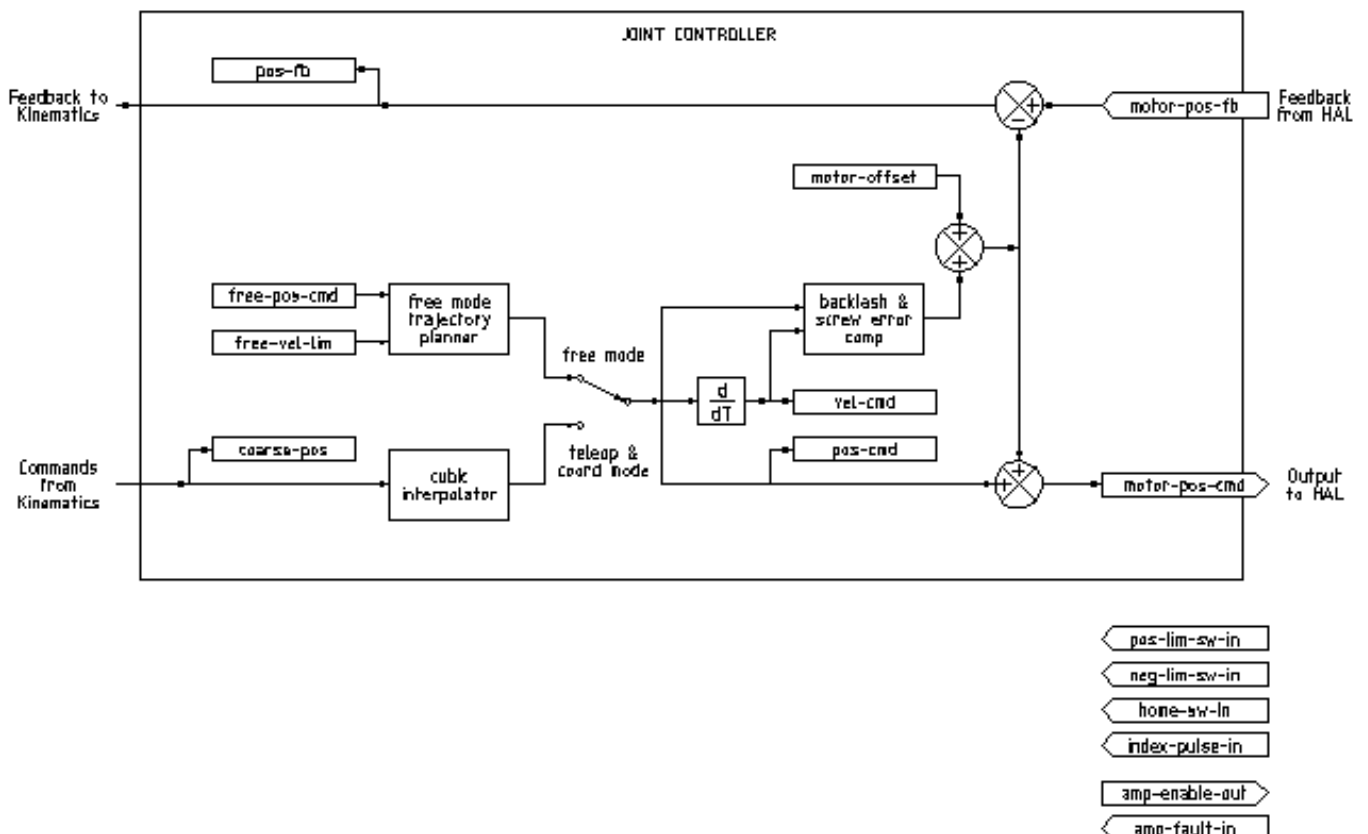 JOINT CONTROLLER
pos-fb
Feedback to
Kinematics
+
-
motor-pos-fb
Feedback
from HAL
motor-offset
+
+
free-pos-cmd
free-vel-lim
free mode
trajectory
planner
backlash &
screw error
comp
free mode
d
dT
vel-cmd
coarse-pos
teleop &
coord mode
pos-cmd
Commands
from
Kinematics
cubic
interpolator
+
+
motor-pos-cmd
Output
to HAL
pos-lim-sw-in
neg-lim-sw-in
home-sw-in
index-pulse-in
amp-enable-out
amp-fault-in